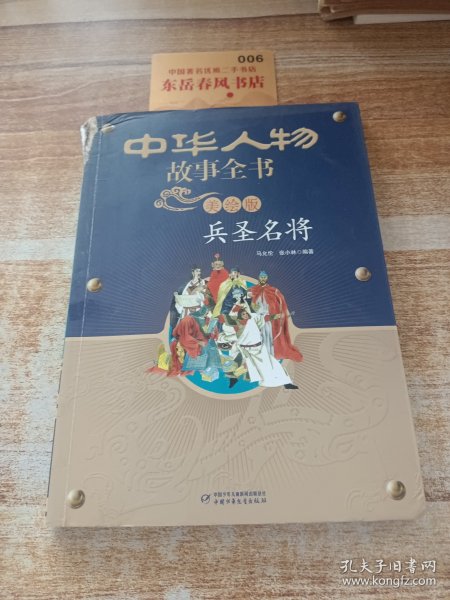 006
中国著名优质二手书店
东岳春风书店
中华人物
故事全书
美绘版
兵圣名将
马允伦 张小林◎编著
中国少年儿童新闻出版总社
中国少年儿童出版社
孔夫子旧书网
www.kongfz.com